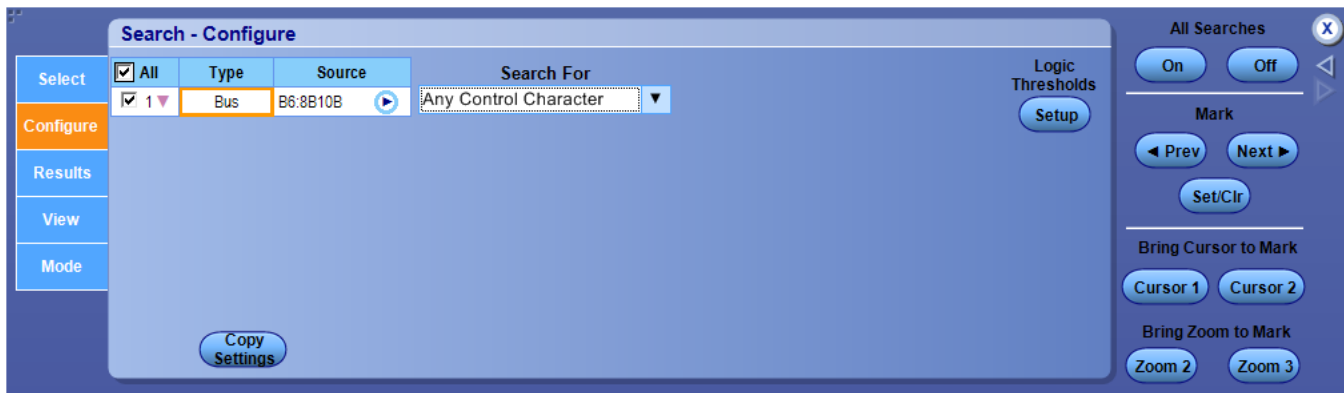 Search - Configure
Select
Configure
Results
View
Mode
All Type Source
1 Bus B6:8B10B
Search For
Any Control Character
Logic
Thresholds
Setup
Copy
Settings
All Searches
X
On Off
Mark
Prev Next
Set/Clr
Bring Cursor to Mark
Cursor 1 Cursor 2
Bring Zoom to Mark
Zoom 2 Zoom 3